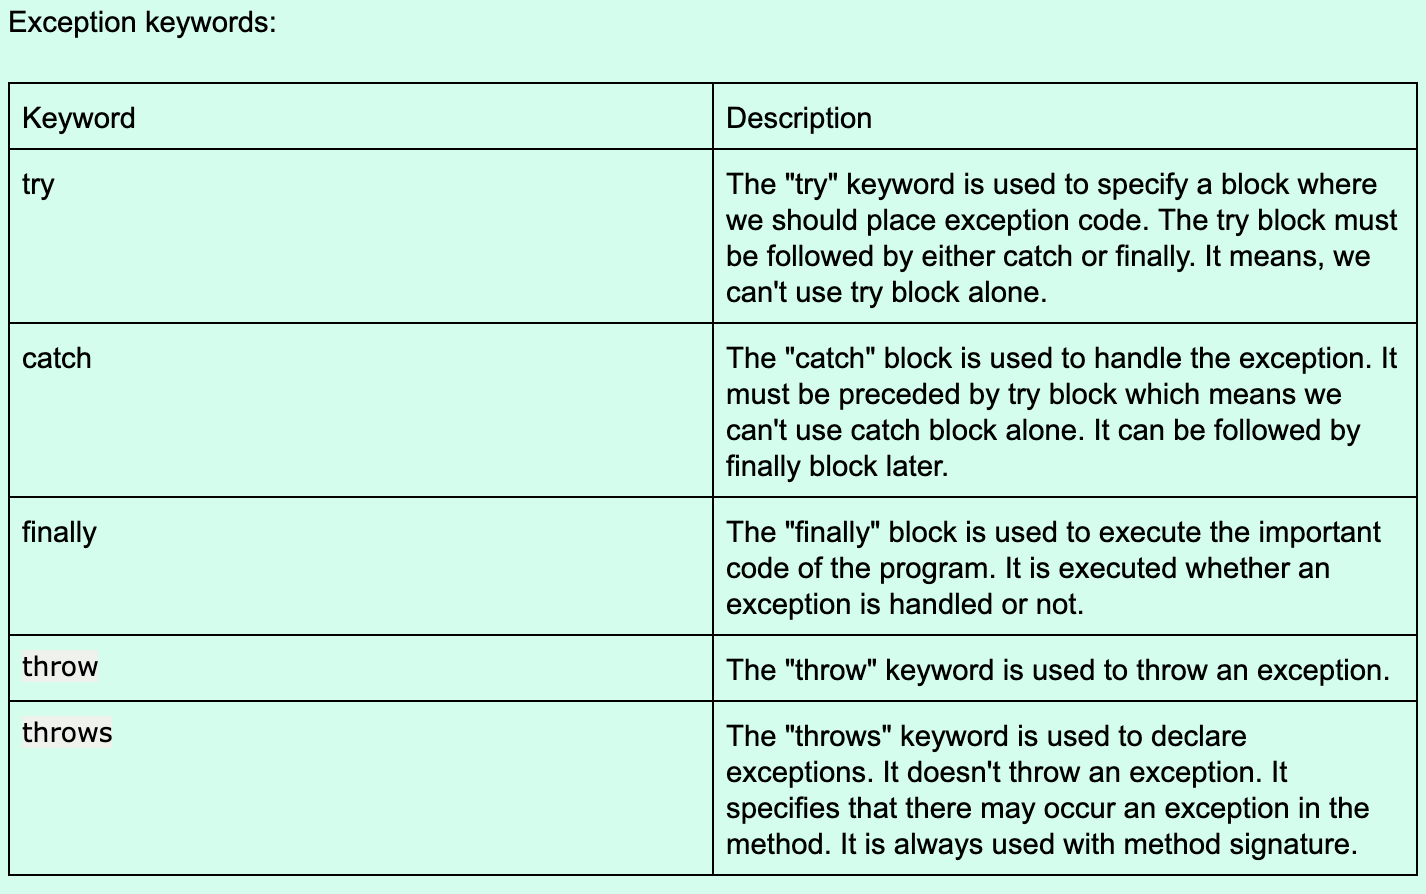 Exception keywords:
Keyword
Description
try
The "try" keyword is used to specify a block where
we should place exception code. The try block must
be followed by either catch or finally. It means, we
can't use try block alone.
catch
The "catch" block is used to handle the exception. It
must be preceded by try block which means we
can't use catch block alone. It can be followed by
finally block later.
finally
The "finally" block is used to execute the important
code of the program. It is executed whether an
exception is handled or not.
throw
The "throw" keyword is used to throw an exception.
throws
The "throws" keyword is used to declare
exceptions. It doesn't throw an exception. It
specifies that there may occur an exception in the
method. It is always used with method signature.